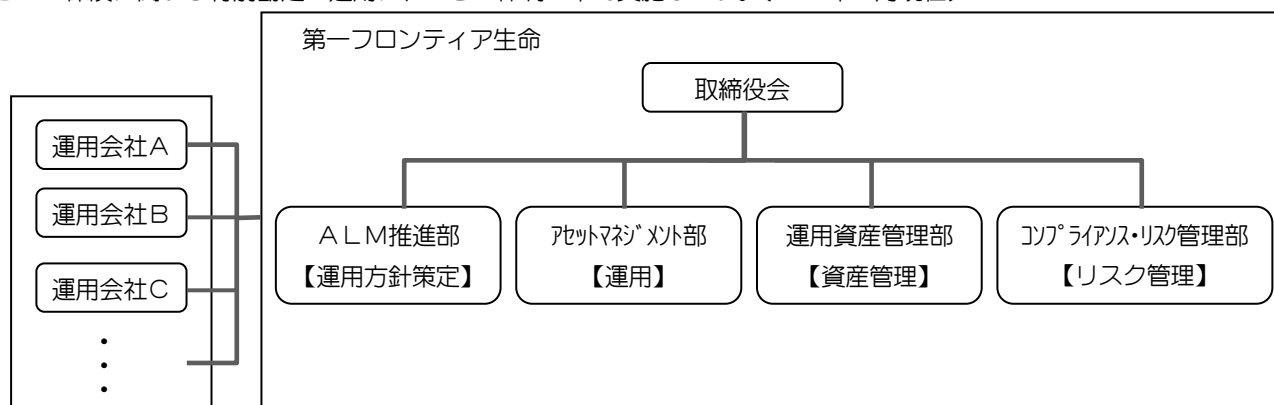 第一フロンティア生命
取締役会
運用会社A
運用会社B
運用会社C
・
・
・
ALM推進部
【運用方針策定】
アセットマネジメント部
【運用】
運用資産管理部
【資産管理】
コンプライアンス・リスク管理部
【リスク管理】